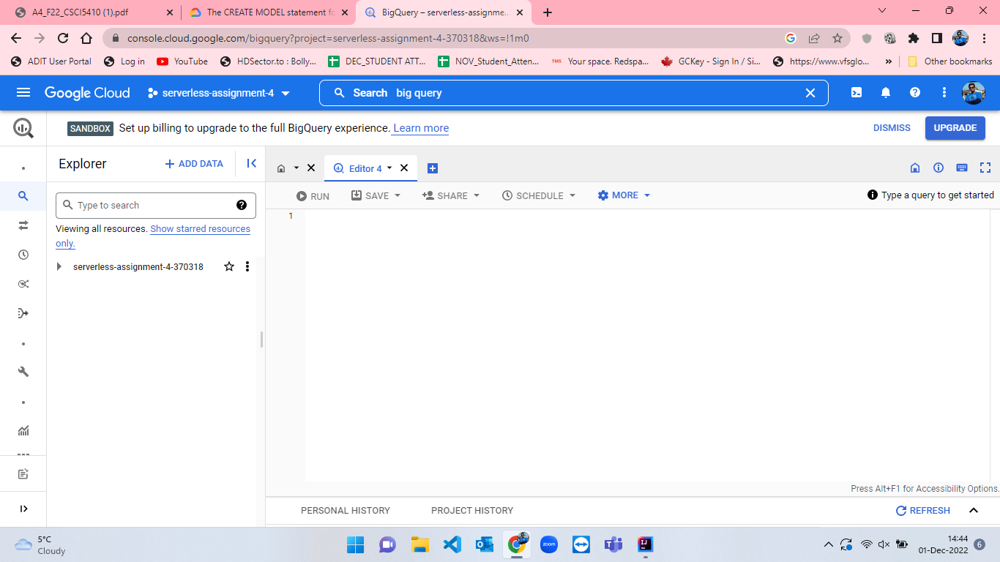 A4_F22_CSCI5410 (1).pdf
The CREATE MODEL statement fo
BigQuery – serverless-assignme...
console.cloud.google.com/bigquery?project=serverless-assignment-4-370318&ws=!1m0
ADIT User Portal
Log in
YouTube
HDSector.to : Bolly...
DEC_STUDENT ATT...
NOV_Student_Atten...
TMS
Your space. Redspa...
GCKey - Sign In / Si...
https://www.vfsglo...
»
Other bookmarks
Google Cloud
serverless-assignment-4
Search big query
SANDBOX Set up billing to upgrade to the full BigQuery experience. Learn more
DISMISS
UPGRADE
Explorer
+ ADD DATA
Editor 4
Type to search
Viewing all resources. Show starred resources
only.
serverless-assignment-4-370318
RUN
SAVE
SHARE
SCHEDULE
MORE
Type a query to get started
1
Press Alt+F1 for Accessibility Options.
PERSONAL HISTORY
PROJECT HISTORY
REFRESH
5°C
Cloudy
zoom
14:44
01-Dec-2022
6